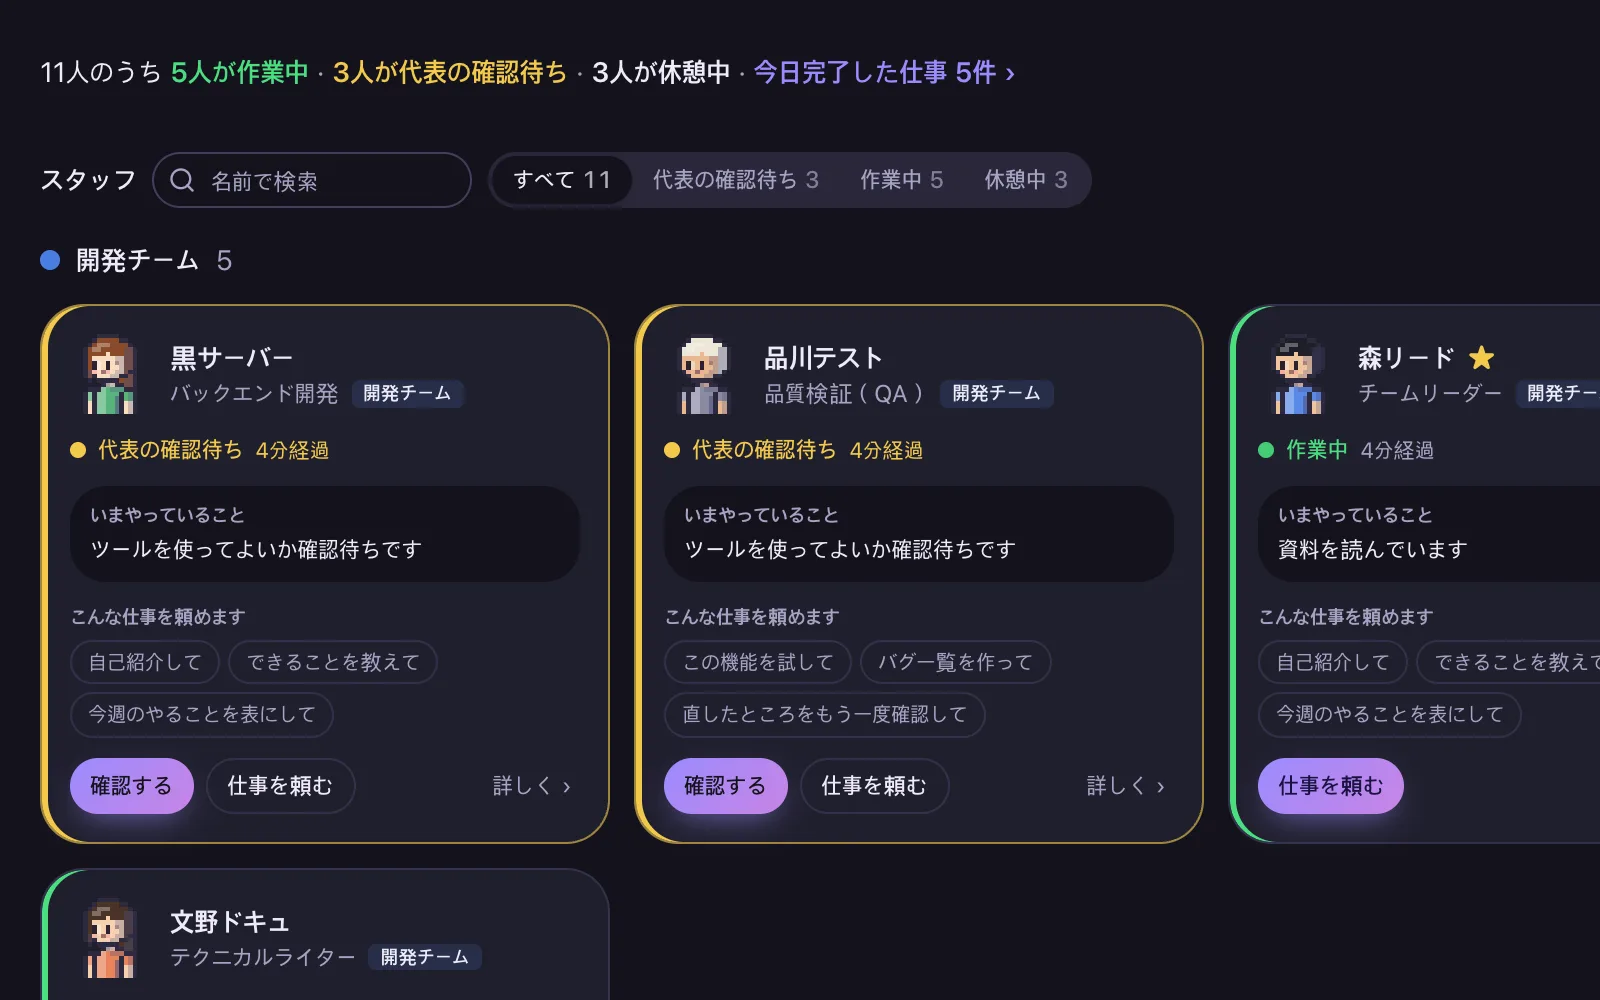 11人のうち 5人が作業中 · 3人が代表の確認待ち · 3人が休憩中 · 今日完了した仕事 5件 ›
スタッフ 名前で検索 すべて 11 代表の確認待ち 3 作業中 5 休憩中 3
開発チーム 5
黒サーバー
バックエンド開発 開発チーム
代表の確認待ち 4分経過
いまやっていること
ツールを使ってよいか確認待ちです
こんな仕事を頼めます
自己紹介して できることを教えて
今週のやることを表にして
確認する 仕事を頼む 詳しく ›
品川テスト
品質検証 ( QA ) 開発チーム
代表の確認待ち 4分経過
いまやっていること
ツールを使ってよいか確認待ちです
こんな仕事を頼めます
この機能を試して バグ一覧を作って
直したところをもう一度確認して
確認する 仕事を頼む 詳しく ›
森リード
チームリーダー 開発チー
作業中 4分経過
いまやっていること
資料を読んでいます
こんな仕事を頼めます
自己紹介して できることを教えて
今週のやることを表にして
仕事を頼む
文野ドキュ
テクニカルライター 開発チーム